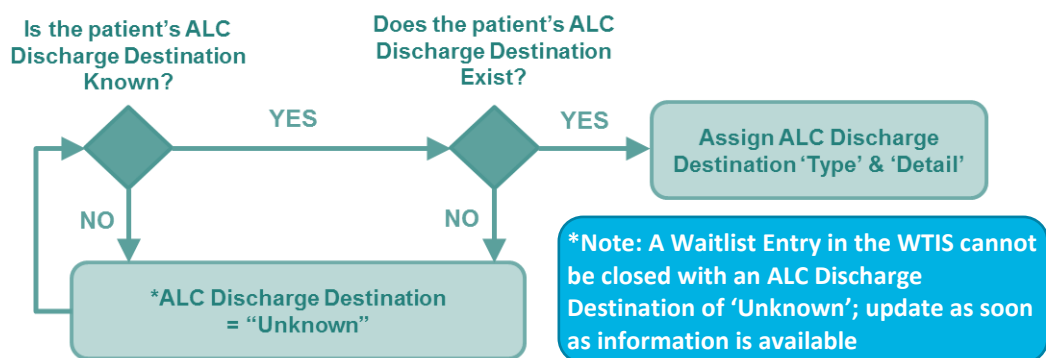 Is the patient's ALC
Discharge Destination
Known?
Does the patient's ALC
Discharge Destination
Exist?
YES
YES
Assign ALC Discharge
Destination 'Type' & 'Detail'
NO
NO
*ALC Discharge Destination
= "Unknown"
*Note: A Waitlist Entry in the WTIS cannot
be closed with an ALC Discharge
Destination of 'Unknown'; update as soon
as information is available